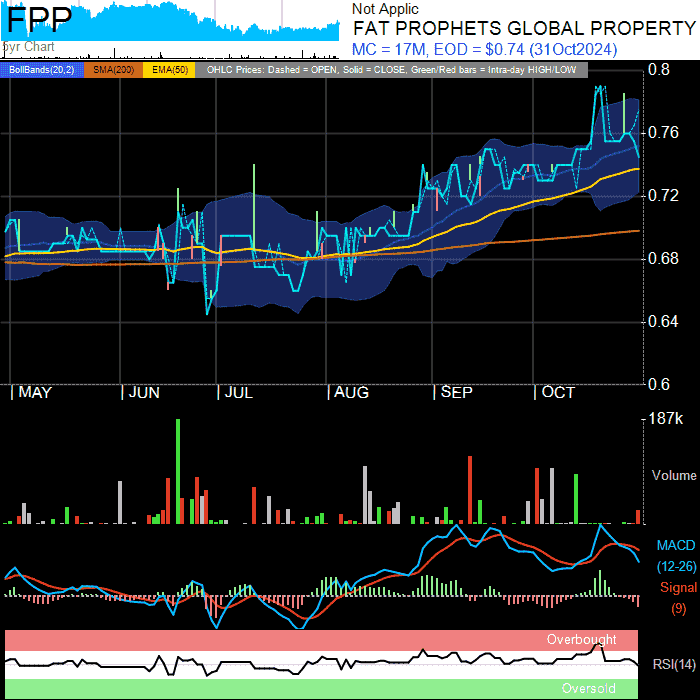 FPP
byr Chart
Not Applic
FAT PROPHETS GLOBAL PROPERTY
MC = 17M, EOD = $0.74 (31Oct2024)
BollBands(20,2) SMA(200) EMA(50) OHLC Prices: Dashed = OPEN, Solid = CLOSE, Green/Red bars = Intra-day HIGH/LOW
0.8
0.76
0.72
0.68
0.64
0.6
MAY JUN JUL AUG SEP OCT
187k
Volume
MACD
(12-26)
Signal
(9)
Overbought
RSI(14)
Oversold